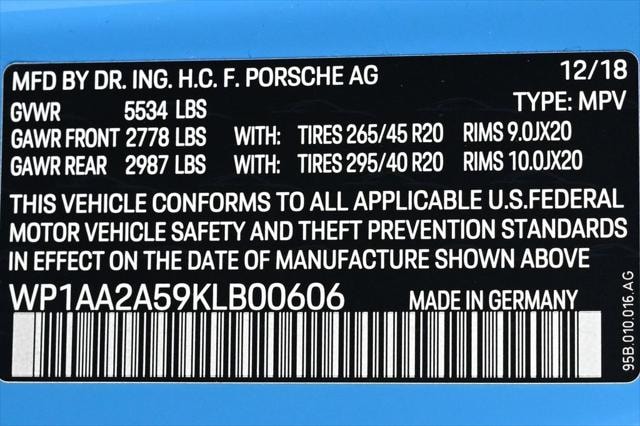 MFD BY DR. ING. H.C. F. PORSCHE AG 12/18
GVWR 5534 LBS TYPE: MPV
GAWR FRONT 2778 LBS WITH: TIRES 265/45 R20 RIMS 9.0JX20
GAWR REAR 2987 LBS WITH: TIRES 295/40 R20 RIMS 10.0JX20
THIS VEHICLE CONFORMS TO ALL APPLICABLE U.S.FEDERAL
MOTOR VEHICLE SAFETY AND THEFT PREVENTION STANDARDS
IN EFFECT ON THE DATE OF MANUFACTURE SHOWN ABOVE
WP1AA2A59KLB00606 MADE IN GERMANY
95B.010.016.AG